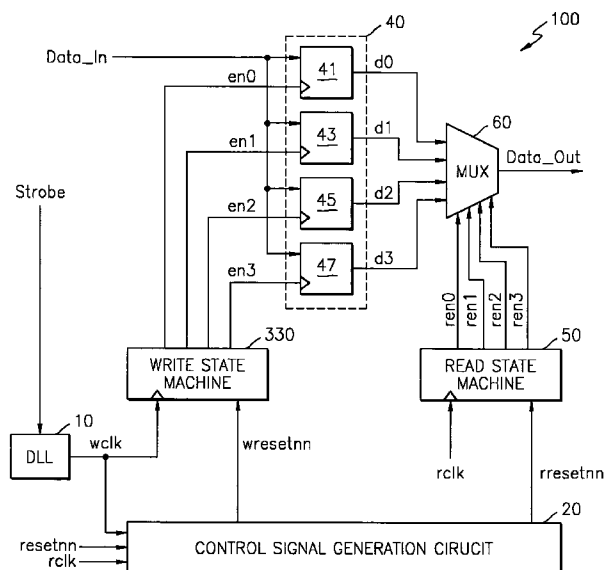 100
40
Data_In
41
d0
en0
60
43
d1
en1
MUX
Data_Out
Strobe
45
d2
en2
47
d3
en3
ren0
ren1
ren2
ren3
330
50
WRITE STATE
MACHINE
READ STATE
MACHINE
10
DLL
wclk
wresetnn
rclk
rresetnn
20
resetnn
rclk
CONTROL SIGNAL GENERATION CIRUCIT